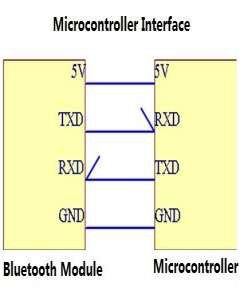 Microcontroller Interface
5V 5V
TXD RXD
RXD TXD
GND GND
Bluetooth Module Microcontroller